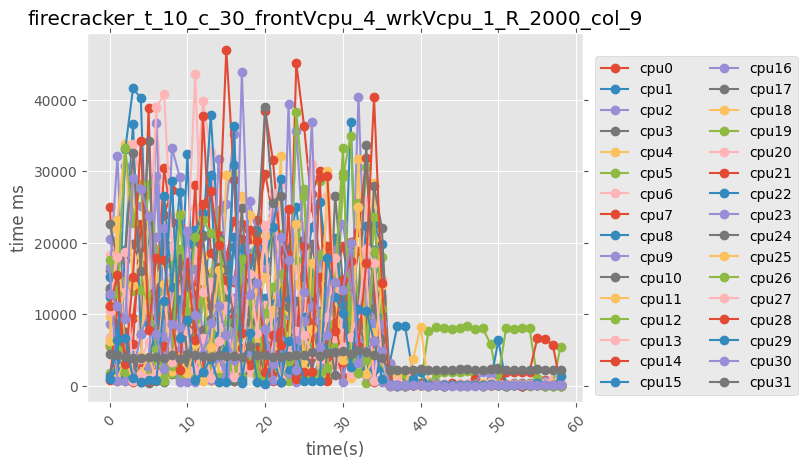 firecracker_t_10_c_30_frontVcpu_4_wrkVcpu_1_R_2000_col_9
time ms
40000
30000
20000
10000
0
0 10 20 30 40 50 60
time(s)
cpu0 cpu16
cpu1 cpu17
cpu2 cpu18
cpu3 cpu19
cpu4 cpu20
cpu5 cpu21
cpu6 cpu22
cpu7 cpu23
cpu8 cpu24
cpu9 cpu25
cpu10 cpu26
cpu11 cpu27
cpu12 cpu28
cpu13 cpu29
cpu14 cpu30
cpu15 cpu31